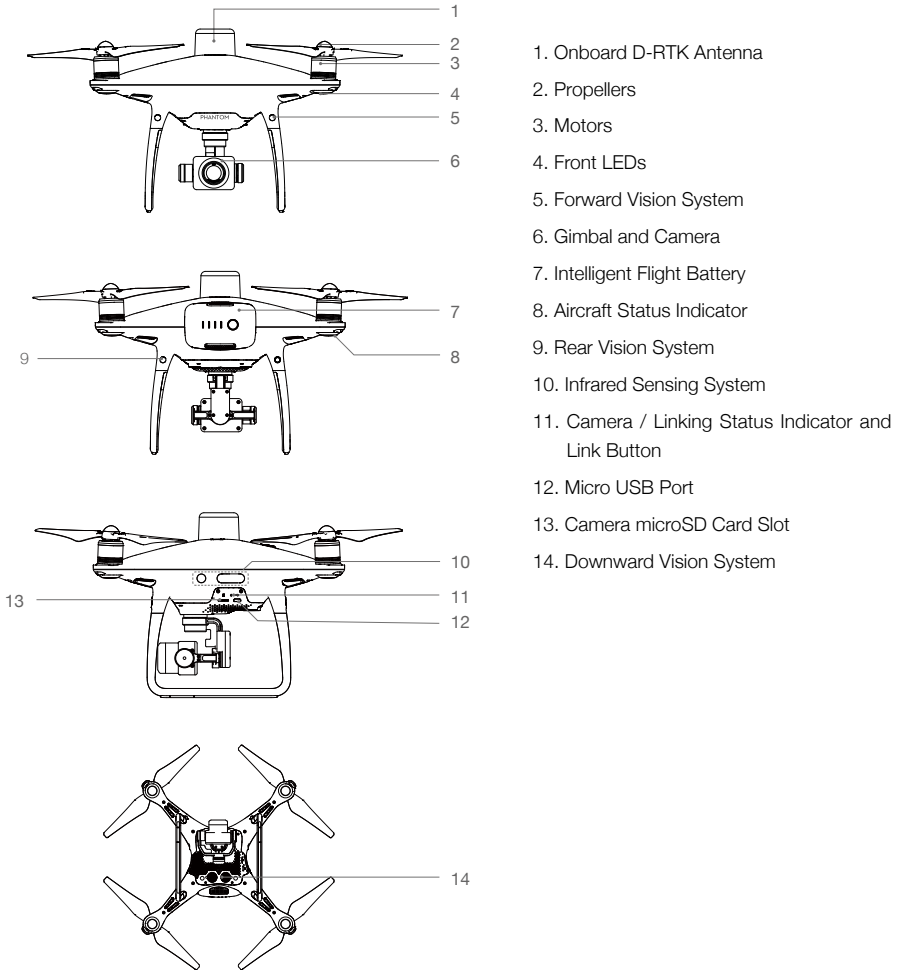 1
2
3
4
PHANTOM
5
6
7
8
9
10
11
13
12
14
1. Onboard D-RTK Antenna
2. Propellers
3. Motors
4. Front LEDs
5. Forward Vision System
6. Gimbal and Camera
7. Intelligent Flight Battery
8. Aircraft Status Indicator
9. Rear Vision System
10. Infrared Sensing System
11. Camera / Linking Status Indicator and
Link Button
12. Micro USB Port
13. Camera microSD Card Slot
14. Downward Vision System